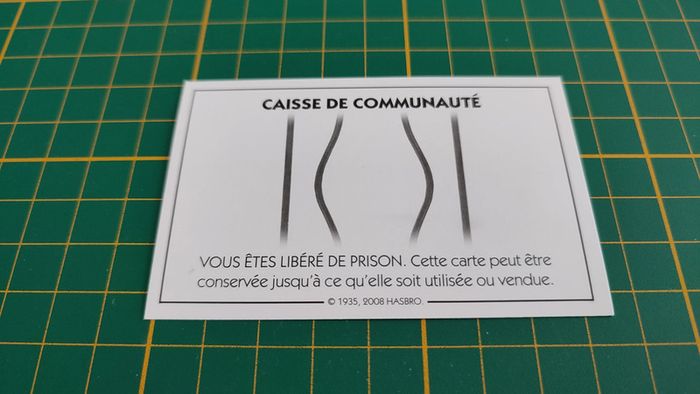 CAISSE DE COMMUNAUTÉ
VOUS ÊTES LIBÉRÉ DE PRISON. Cette carte peut être
conservée jusqu'à ce qu'elle soit utilisée ou vendue.
© 1935, 2008 HASBRO.